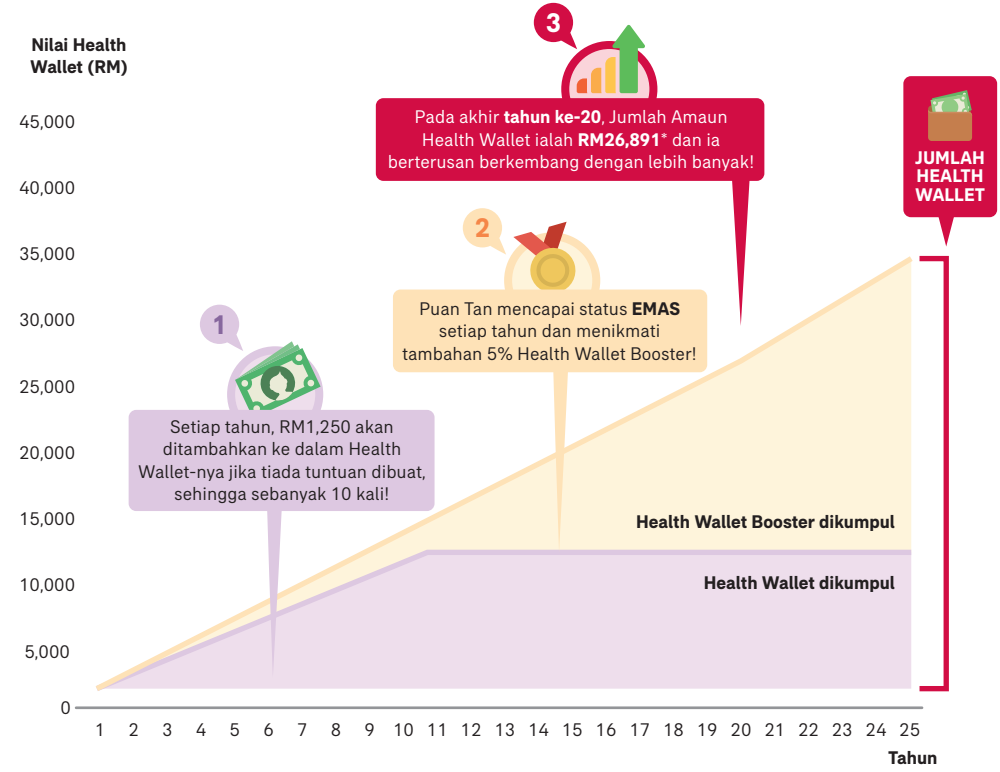 Nilai Health
Wallet (RM)
45,000
40,000
35,000
30,000
25,000
20,000
15,000
10,000
5,000
0
3
Pada akhir tahun ke-20, Jumlah Amaun
Health Wallet ialah RM26,891* dan ia
berterusan berkembang dengan lebih banyak!
JUMLAH
HEALTH
WALLET
2
Puan Tan mencapai status EMAS
setiap tahun dan menikmati
tambahan 5% Health Wallet Booster!
1
Setiap tahun, RM1,250 akan
ditambahkan ke dalam Health
Wallet-nya jika tiada tuntuan dibuat,
sehingga sebanyak 10 kali!
Health Wallet Booster dikumpul
Health Wallet dikumpul
1 2 3 4 5 6 7 8 9 10 11 12 13 14 15 16 17 18 19 20 21 22 23 24 25
Tahun